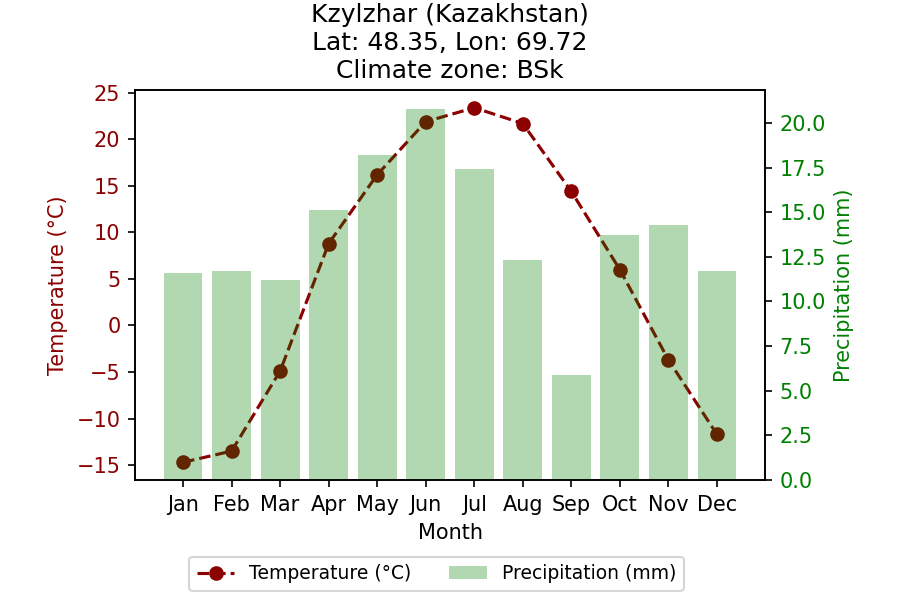 Kzylzhar (Kazakhstan)
Lat: 48.35, Lon: 69.72
Climate zone: BSk
25
20
15
10
5
0
−5
−10
−15
Temperature (°C)
20.0
17.5
15.0
12.5
10.0
7.5
5.0
2.5
0.0
Precipitation (mm)
Jan Feb Mar Apr May Jun Jul Aug Sep Oct Nov Dec
Month
Temperature (°C) Precipitation (mm)